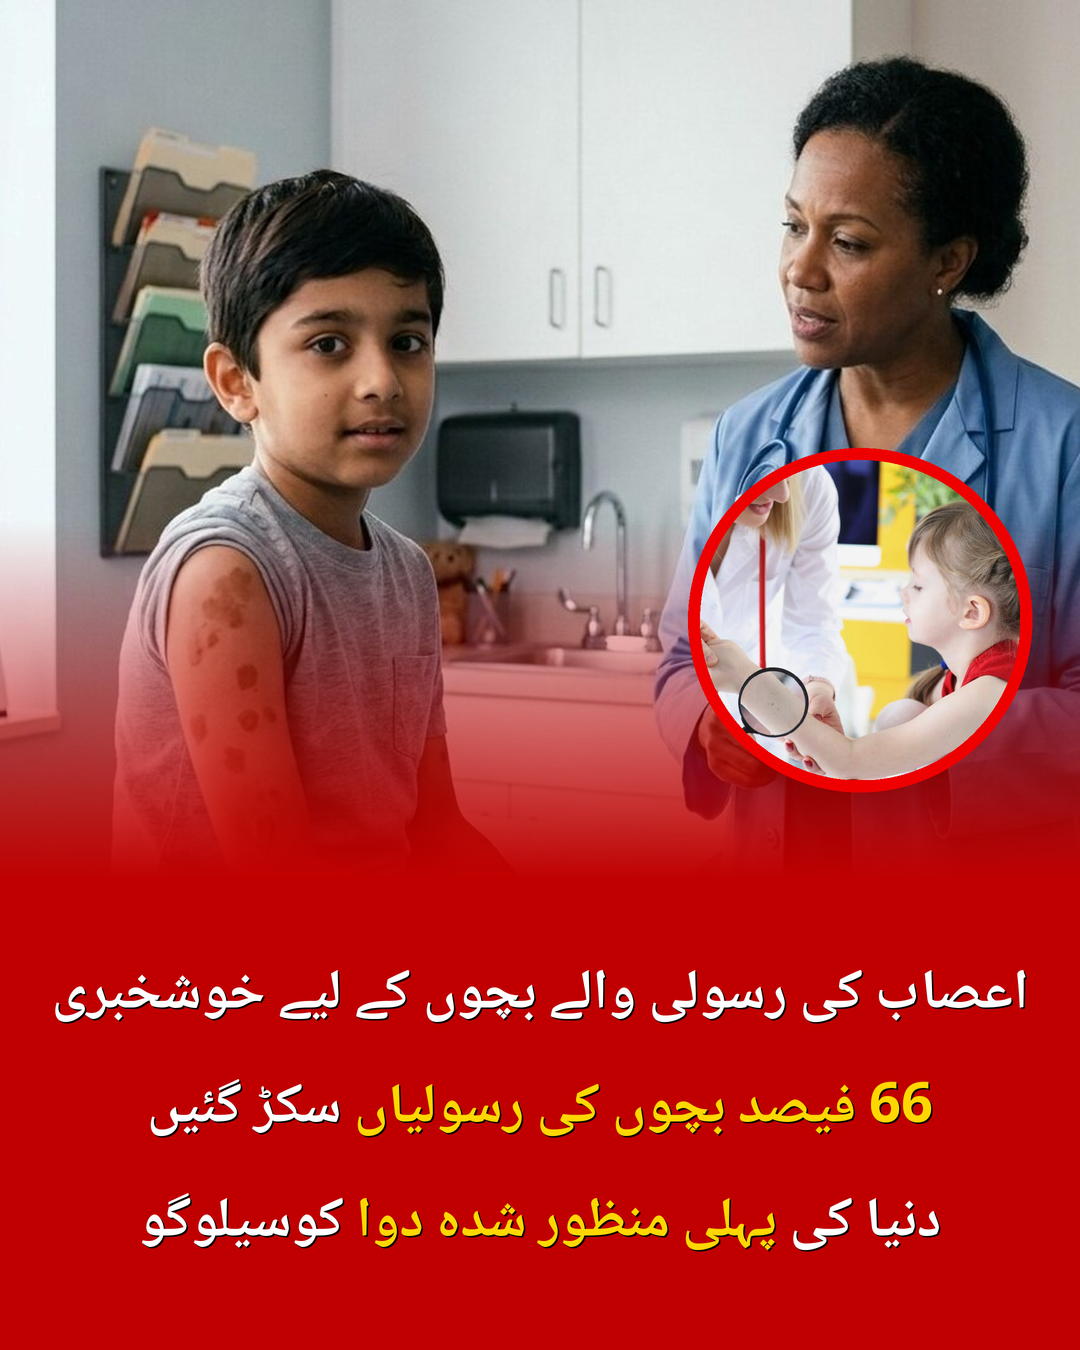 اعصاب کی رسولی والے بچوں کے لیے خوشخبری
66 فیصد بچوں کی رسولیاں سکڑ گئیں
دنیا کی پہلی منظور شدہ دوا کوسیلوگو